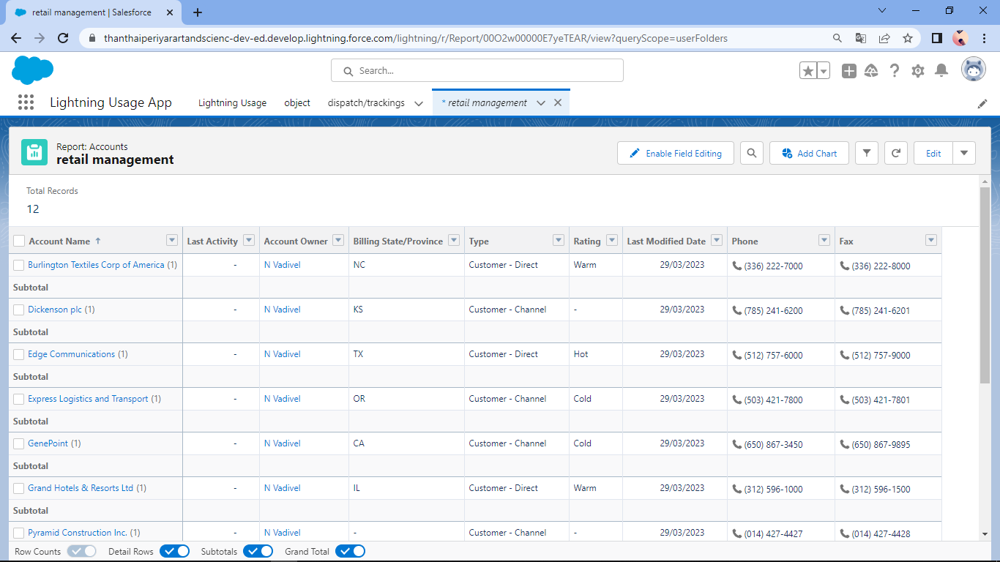 retail management | Salesforce
thanthaiperiyarartandscienc-dev-ed.develop.lightning.force.com/lightning/r/Report/00O2w00000E7yeTEAR/view?queryScope=userFolders
Search...
Lightning Usage App Lightning Usage object dispatch/trackings * retail management
Report: Accounts
retail management
Enable Field Editing Add Chart Edit
Total Records
12
Account Name ↑ Last Activity Account Owner Billing State/Province Type Rating Last Modified Date Phone Fax
Burlington Textiles Corp of America (1) - N Vadivel NC Customer - Direct Warm 29/03/2023 (336) 222-7000 (336) 222-8000
Subtotal
Dickenson plc (1) - N Vadivel KS Customer - Channel - 29/03/2023 (785) 241-6200 (785) 241-6201
Subtotal
Edge Communications (1) - N Vadivel TX Customer - Direct Hot 29/03/2023 (512) 757-6000 (512) 757-9000
Subtotal
Express Logistics and Transport (1) - N Vadivel OR Customer - Channel Cold 29/03/2023 (503) 421-7800 (503) 421-7801
Subtotal
GenePoint (1) - N Vadivel CA Customer - Channel Cold 29/03/2023 (650) 867-3450 (650) 867-9895
Subtotal
Grand Hotels & Resorts Ltd (1) - N Vadivel IL Customer - Direct Warm 29/03/2023 (312) 596-1000 (312) 596-1500
Subtotal
Pyramid Construction Inc. (1) - N Vadivel - Customer - Channel - 29/03/2023 (014) 427-4427 (014) 427-4428
Row Counts Detail Rows Subtotals Grand Total